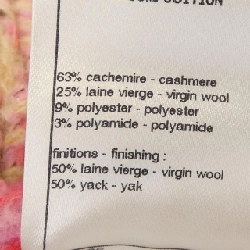 63% cachemire - cashmere
25% laine vierge - virgin wool
9% polyester - polyester
3% polyamide - polyamide
finitions - finishing :
50% laine vierge - virgin wool
50% yack - yak